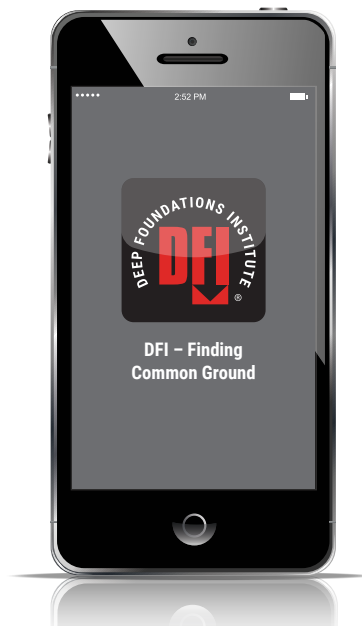 2:52 PM
DEEP FOUNDATIONS INSTITUTE
DFI
®
DFI – Finding
Common Ground